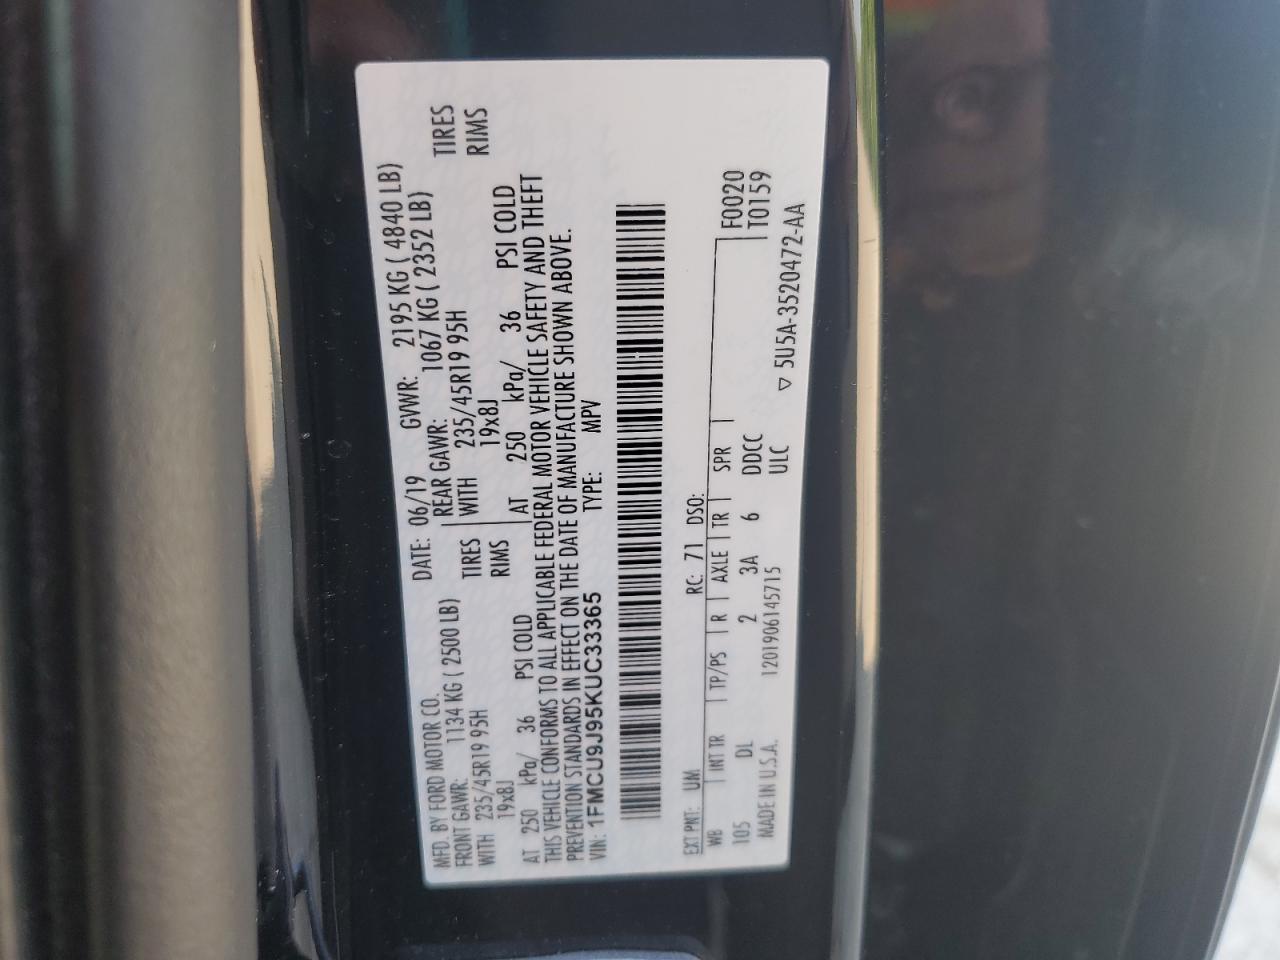 MFD. BY FORD MOTOR CO.
DATE: 06/19 GVWR: 2195 KG ( 4840 LB)
FRONT GAWR: 1134 KG ( 2500 LB)
REAR GAWR: 1067 KG ( 2352 LB)
WITH 235/45R19 95H TIRES
WITH 235/45R19 95H TIRES
19x8J RIMS
19x8J RIMS
AT 250 kPa/ 36 PSI COLD
AT 250 kPa/ 36 PSI COLD
THIS VEHICLE CONFORMS TO ALL APPLICABLE FEDERAL MOTOR VEHICLE SAFETY AND THEFT
PREVENTION STANDARDS IN EFFECT ON THE DATE OF MANUFACTURE SHOWN ABOVE.
VIN: 1FMCU9J95KUC33365 TYPE: MPV
EXT PNT: UM RC: 71 DSO:
WB INT TR TP/PS R AXLE TR SPR F0020
105 DL 2 3A 6 DDCC T0159
MADE IN U.S.A. 1201906145715 ULC
▽ 5U5A-3520472-AA